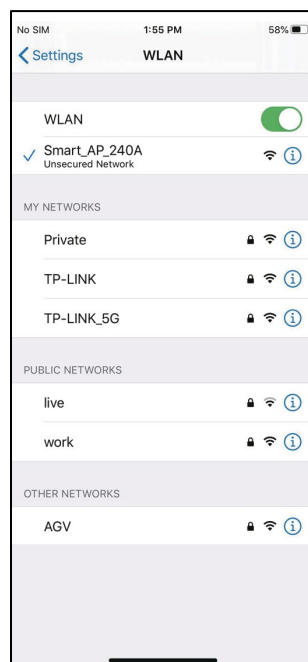 No SIM 1:55 PM 58%
Settings WLAN
WLAN
Smart_AP_240A
Unsecured Network
MY NETWORKS
Private
TP-LINK
TP-LINK_5G
PUBLIC NETWORKS
live
work
OTHER NETWORKS
AGV